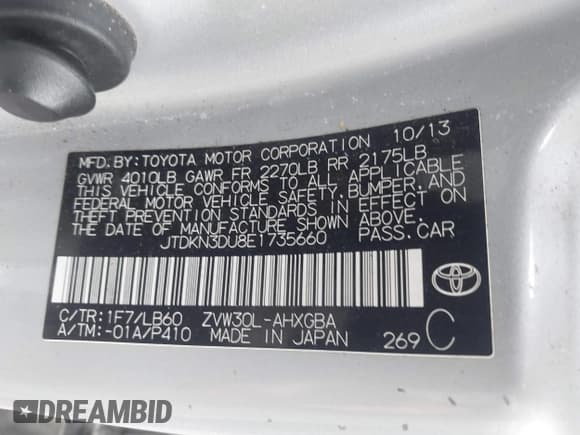 10/13
MFD. BY: TOYOTA MOTOR CORPORATION
GVWR 4010LB GAWR FR 2270LB RR 2175LB
THIS VEHICLE CONFORMS TO ALL APPLICABLE
FEDERAL MOTOR VEHICLE SAFETY, BUMPER, AND
THEFT PREVENTION STANDARDS IN EFFECT ON
THE DATE OF MANUFACTURE SHOWN ABOVE.
JTDKN3DU8E1735660 PASS. CAR
TOYOTA
C/TR: 1F7/LB60 ZVW30L-AHXGBA
A/TM: -01A/P410 MADE IN JAPAN 269 C
DREAMBID